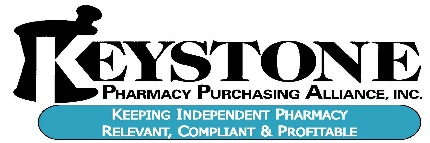 KEYSTONE
PHARMACY PURCHASING ALLIANCE, INC.
KEEPING INDEPENDENT PHARMACY
RELEVANT, COMPLIANT & PROFITABLE